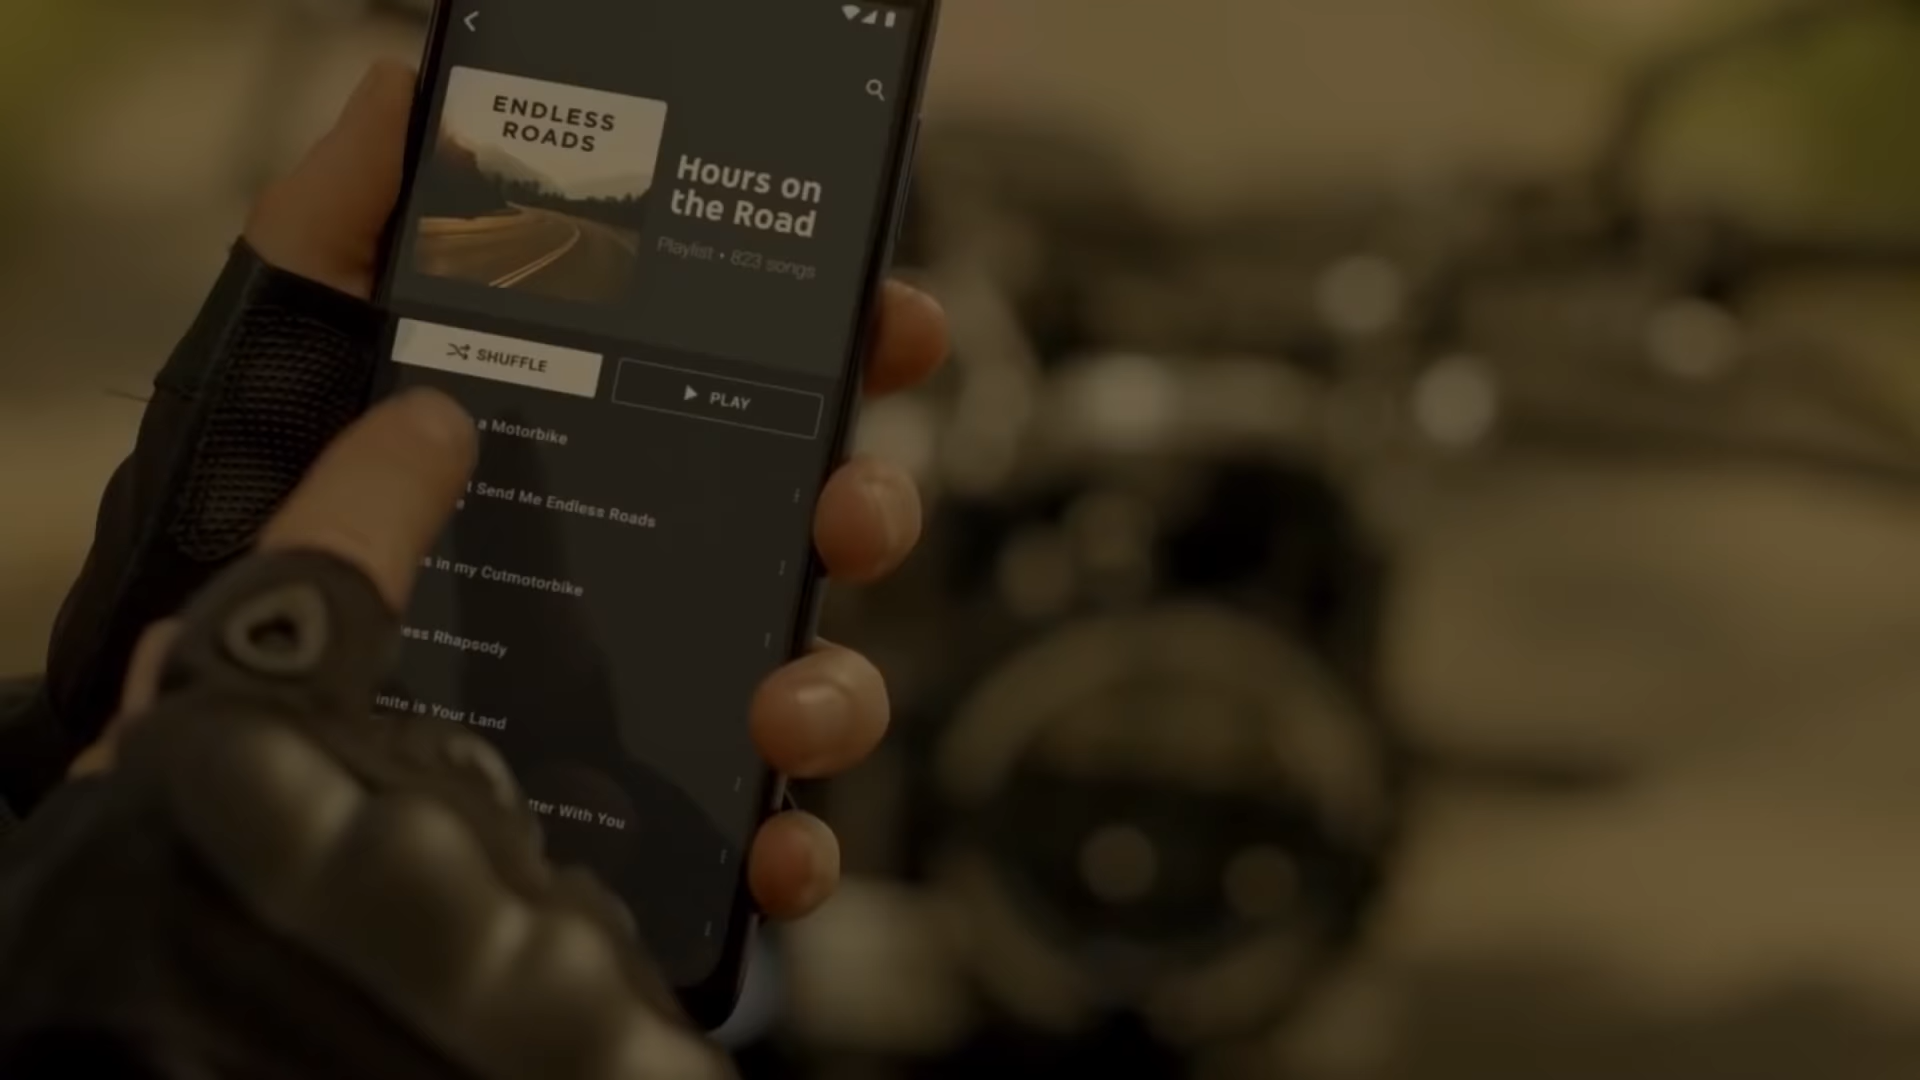 ENDLESS
ROADS
Hours on
the Road
Playlist • 823 songs
SHUFFLE
PLAY
a Motorbike
Send Me Endless Roads
in my Cutmotorbike
Rhapsody
is Your Land
With You